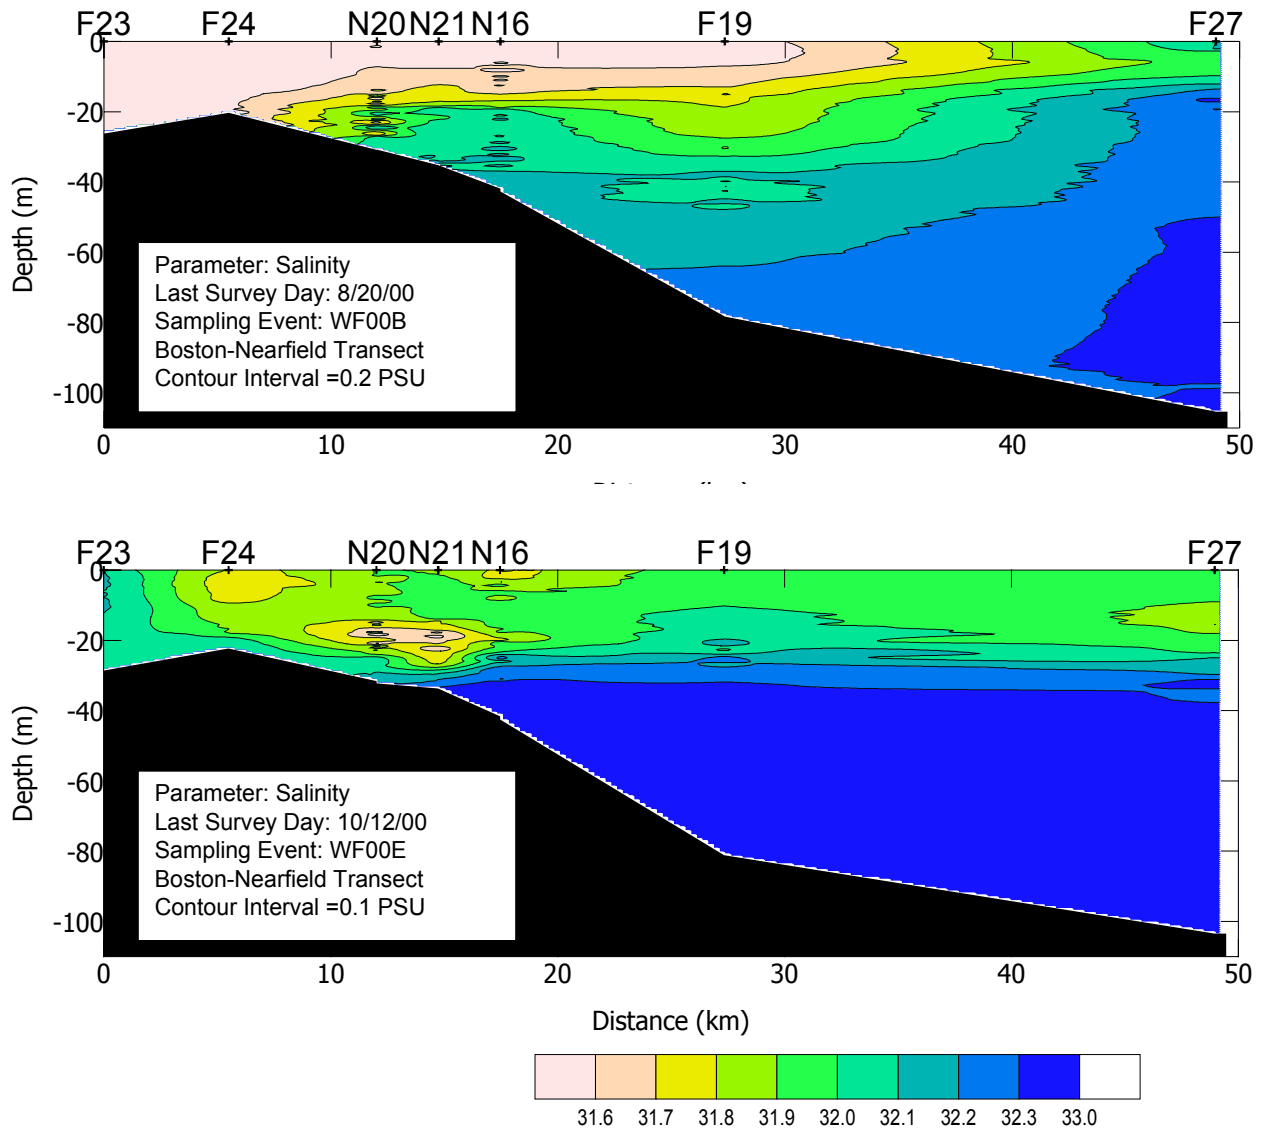 F23 F24 N20 N21 N16 F19 F27
0
-20
-40
-60
-80
-100
Depth (m)
Parameter: Salinity
Last Survey Day: 8/20/00
Sampling Event: WF00B
Boston-Nearfield Transect
Contour Interval =0.2 PSU
0 10 20 30 40 50
Distance (km)
F23 F24 N20 N21 N16 F19 F27
0
-20
-40
-60
-80
-100
Depth (m)
Parameter: Salinity
Last Survey Day: 10/12/00
Sampling Event: WF00E
Boston-Nearfield Transect
Contour Interval =0.1 PSU
0 10 20 30 40 50
Distance (km)
31.6 31.7 31.8 31.9 32.0 32.1 32.2 32.3 33.0